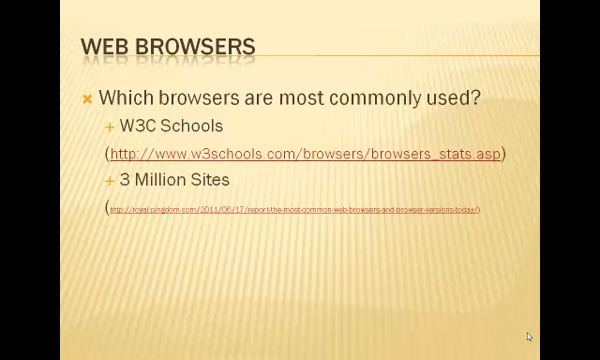 WEB BROWSERS
Which browsers are most commonly used?
W3C Schools
(http://www.w3schools.com/browsers/browsers_stats.asp)
3 Million Sites
(http://royal.pingdom.com/2011/06/17/report-the-most-common-web-browsers-and-browser-versions-today/)